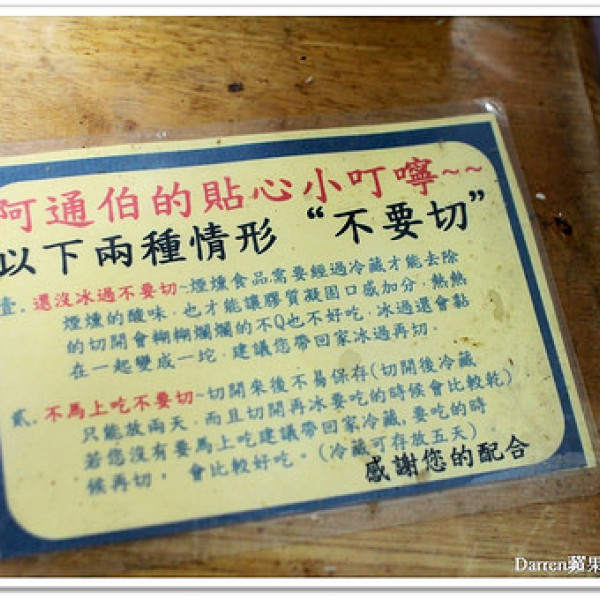 阿通伯的貼心小叮嚀~~
以下兩種情形“不要切”
壹.還沒冰過不要切~煙燻食品需要經過冷藏才能去除
煙燻的酸味.也才能讓膠質凝固口感加分.熱熱
的切開會糊糊爛爛的不Q也不好吃.冰過還會黏
在一起變成一坨.建議您帶回家冰過再切.
貳.不馬上吃不要切~切開來後不易保存(切開後冷藏
只能放兩天.而且切開再冰要吃的時候會比較乾)
若您沒有要馬上吃建議帶回家冷藏,要吃的時
候再切。會比較好吃。(冷藏可存放五天)
感謝您的配合
Darren蘋果